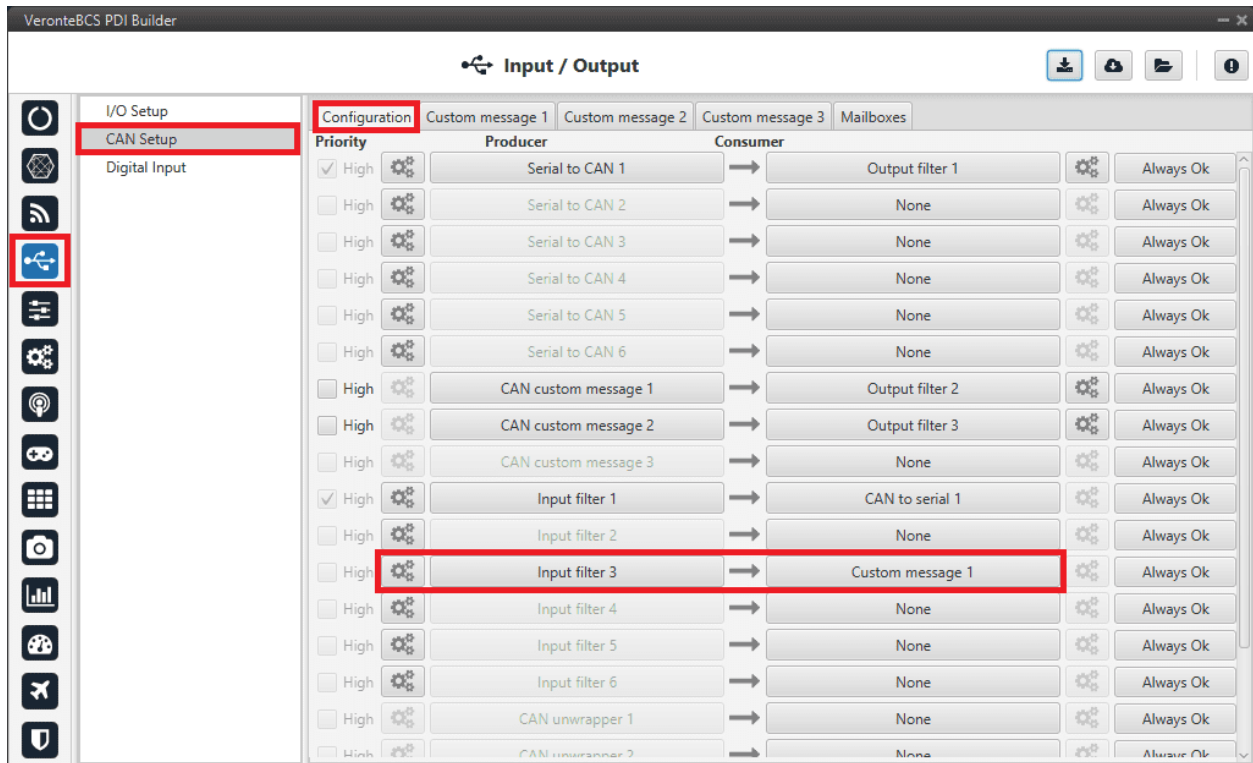 VeronteBCS PDI Builder
Input / Output
I/O Setup
CAN Setup
Digital Input
Configuration Custom message 1 Custom message 2 Custom message 3 Mailboxes
Priority Producer Consumer
High Serial to CAN 1 Output filter 1 Always Ok
High Serial to CAN 2 None Always Ok
High Serial to CAN 3 None Always Ok
High Serial to CAN 4 None Always Ok
High Serial to CAN 5 None Always Ok
High Serial to CAN 6 None Always Ok
High CAN custom message 1 Output filter 2 Always Ok
High CAN custom message 2 Output filter 3 Always Ok
High CAN custom message 3 None Always Ok
High Input filter 1 CAN to serial 1 Always Ok
High Input filter 2 None Always Ok
High Input filter 3 Custom message 1 Always Ok
High Input filter 4 None Always Ok
High Input filter 5 None Always Ok
High Input filter 6 None Always Ok
High CAN unwrapper 1 None Always Ok
High CAN unwrapper 2 None Always Ok